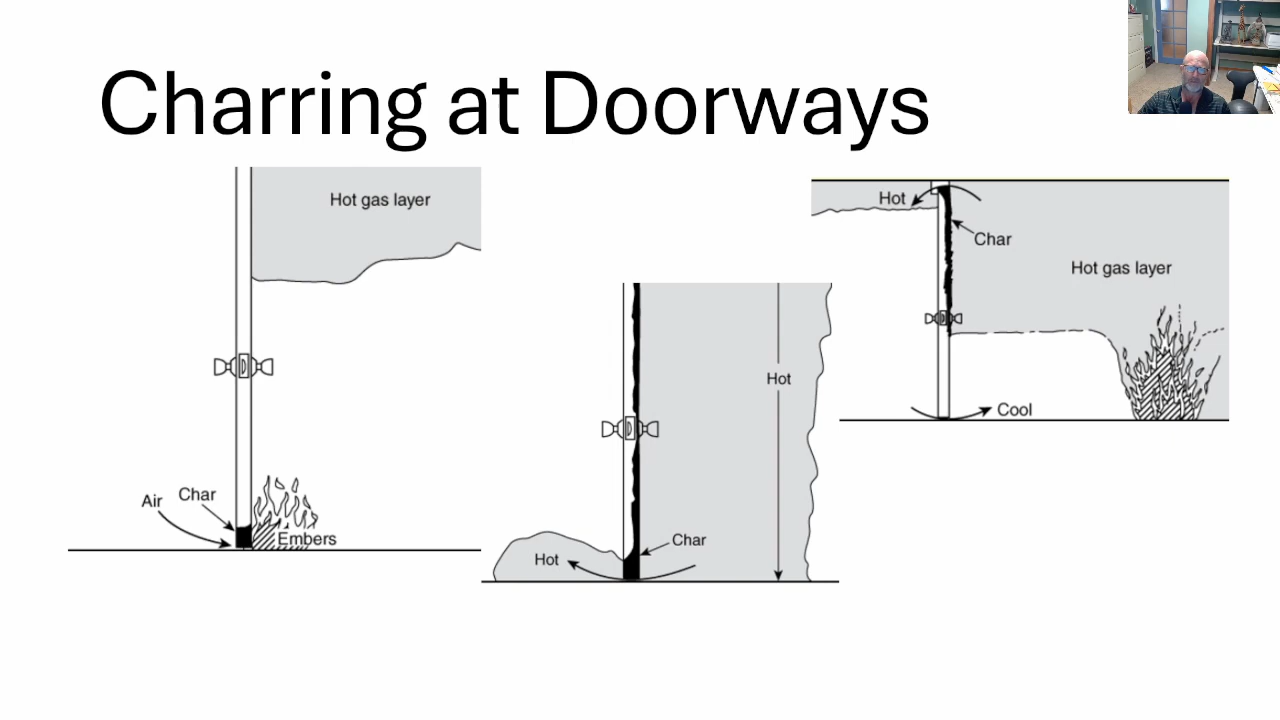 Charring at Doorways
Hot gas layer
Air
Char
Embers
Hot
Char
Hot
Hot
Char
Hot gas layer
Cool